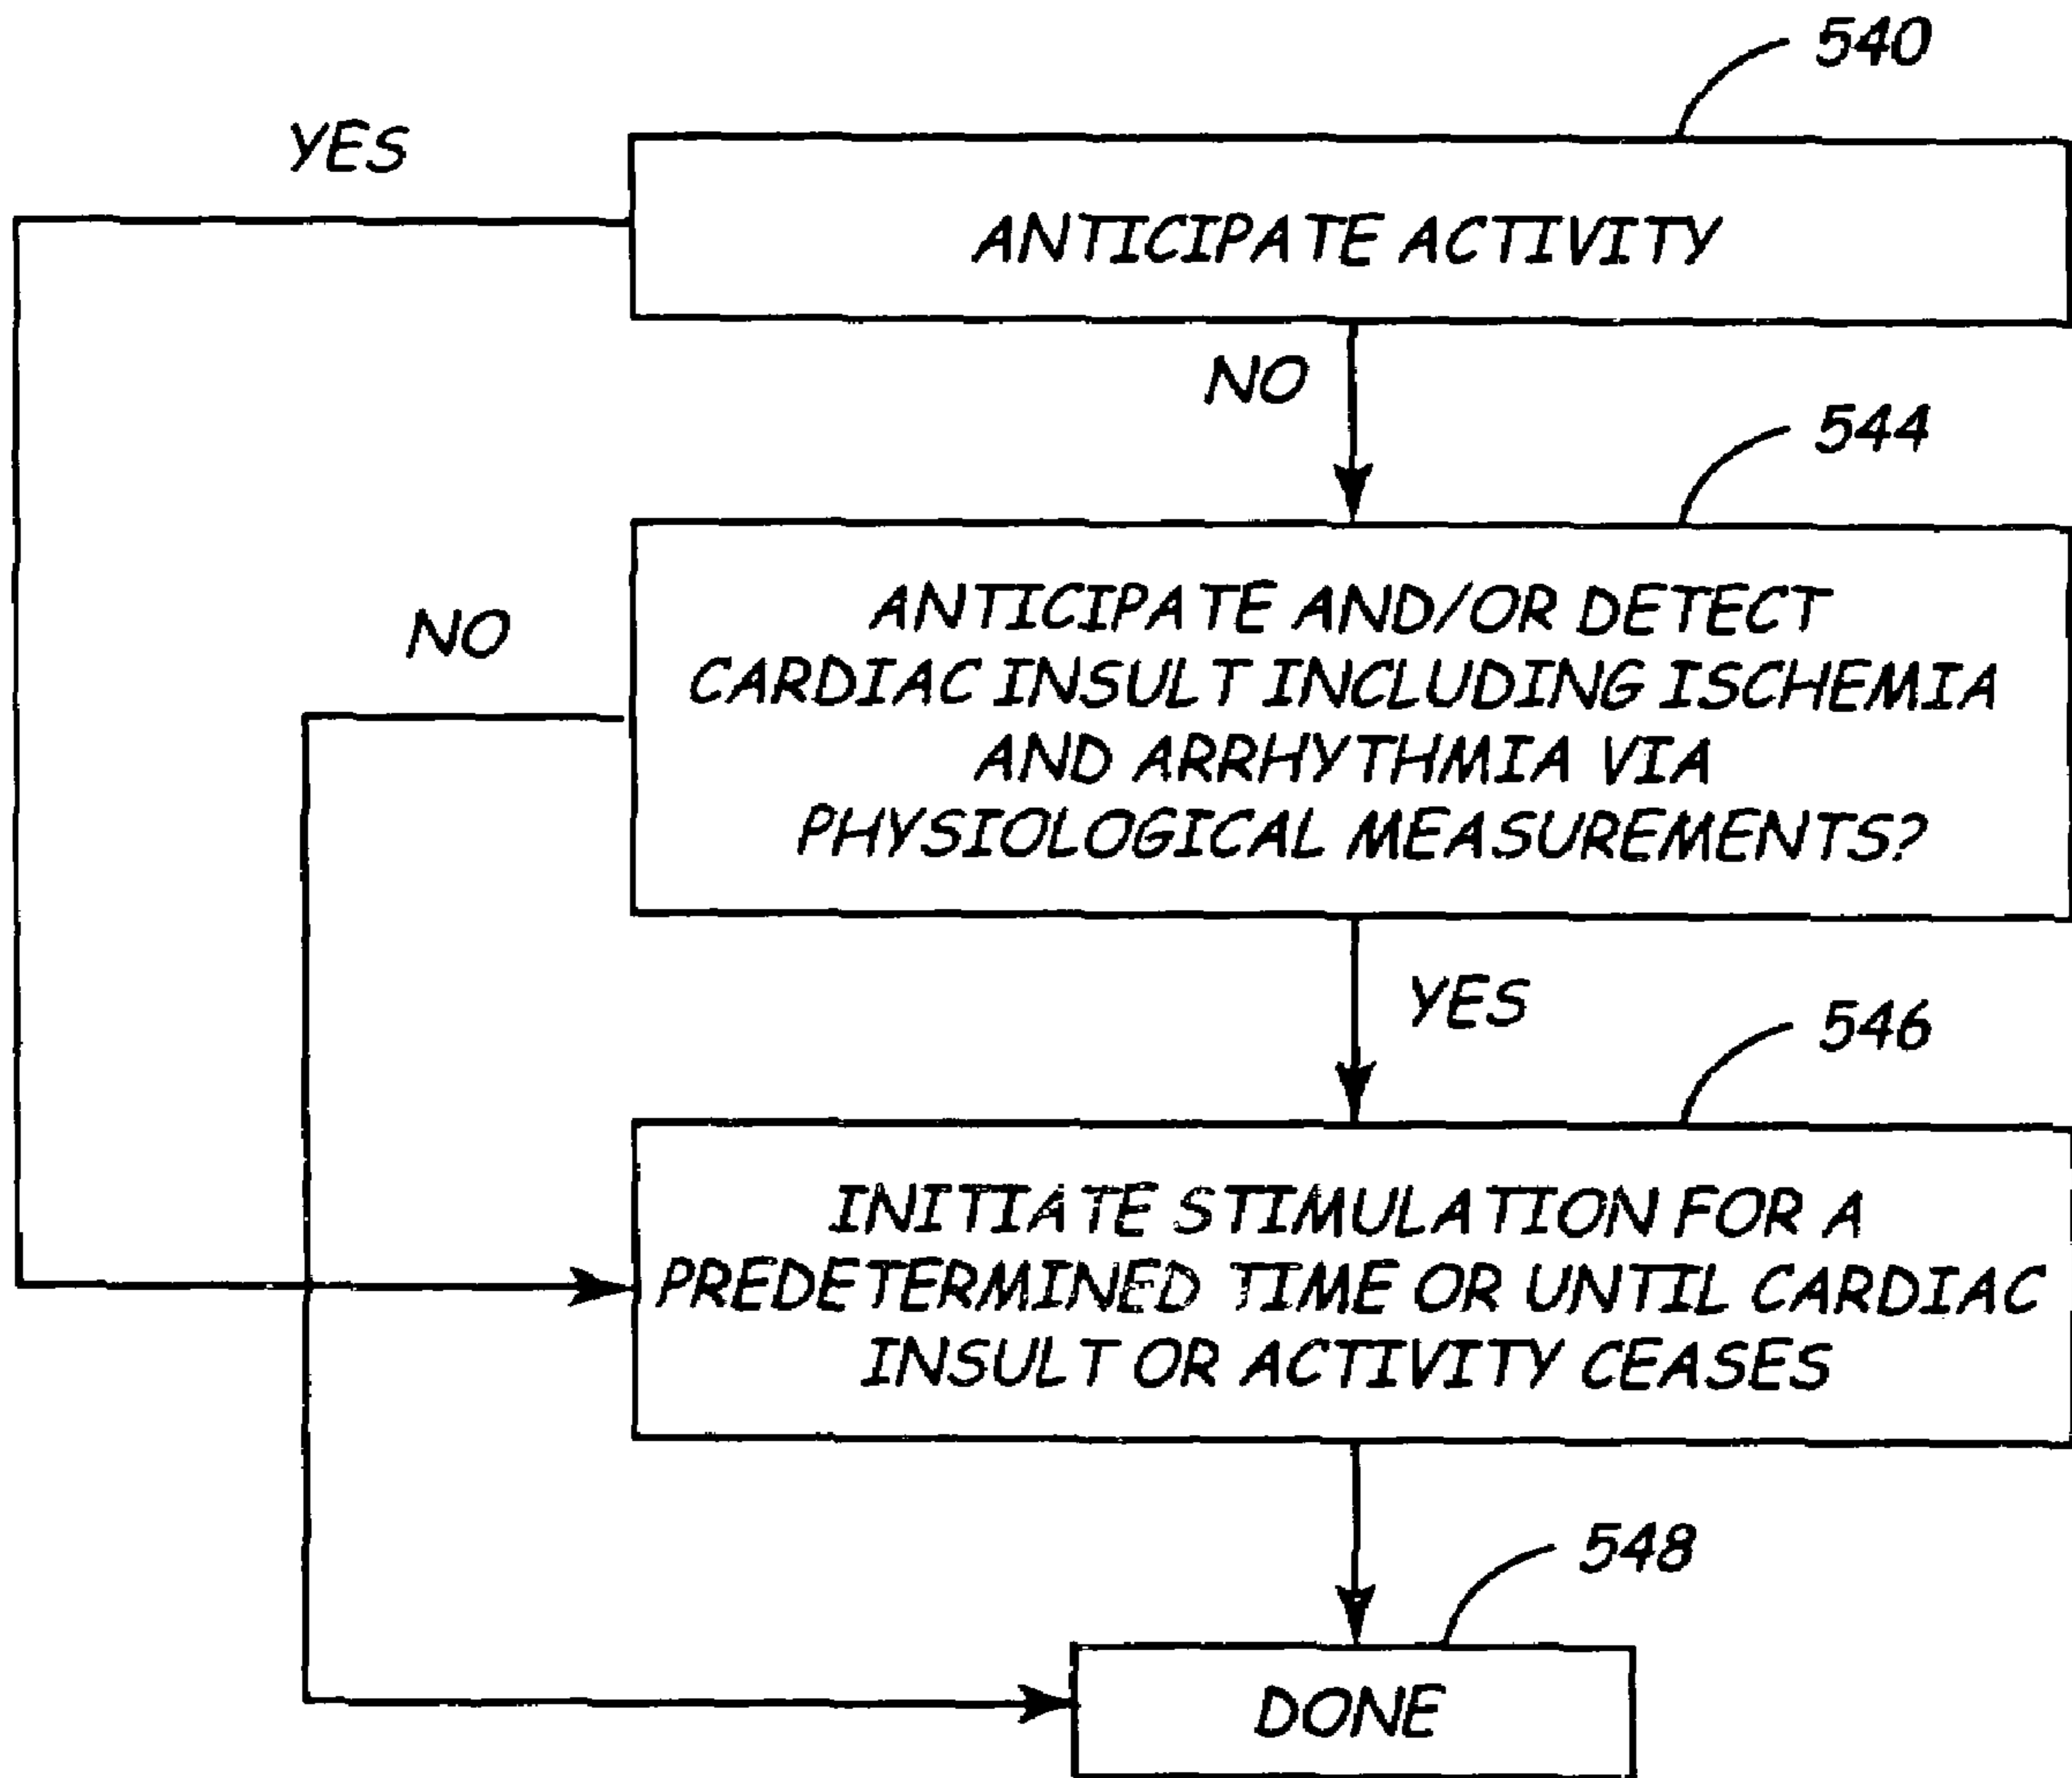 540
YES
ANTICIPATE ACTIVITY
NO
544
ANTICIPATE AND/OR DETECT
CARDIAC INSULT INCLUDING ISCHEMIA
AND ARRHYTHMIA VIA
PHYSIOLOGICAL MEASUREMENTS?
NO
YES
546
INITIATE STIMULATION FOR A
PREDETERMINED TIME OR UNTIL CARDIAC
INSULT OR ACTIVITY CEASES
548
DONE